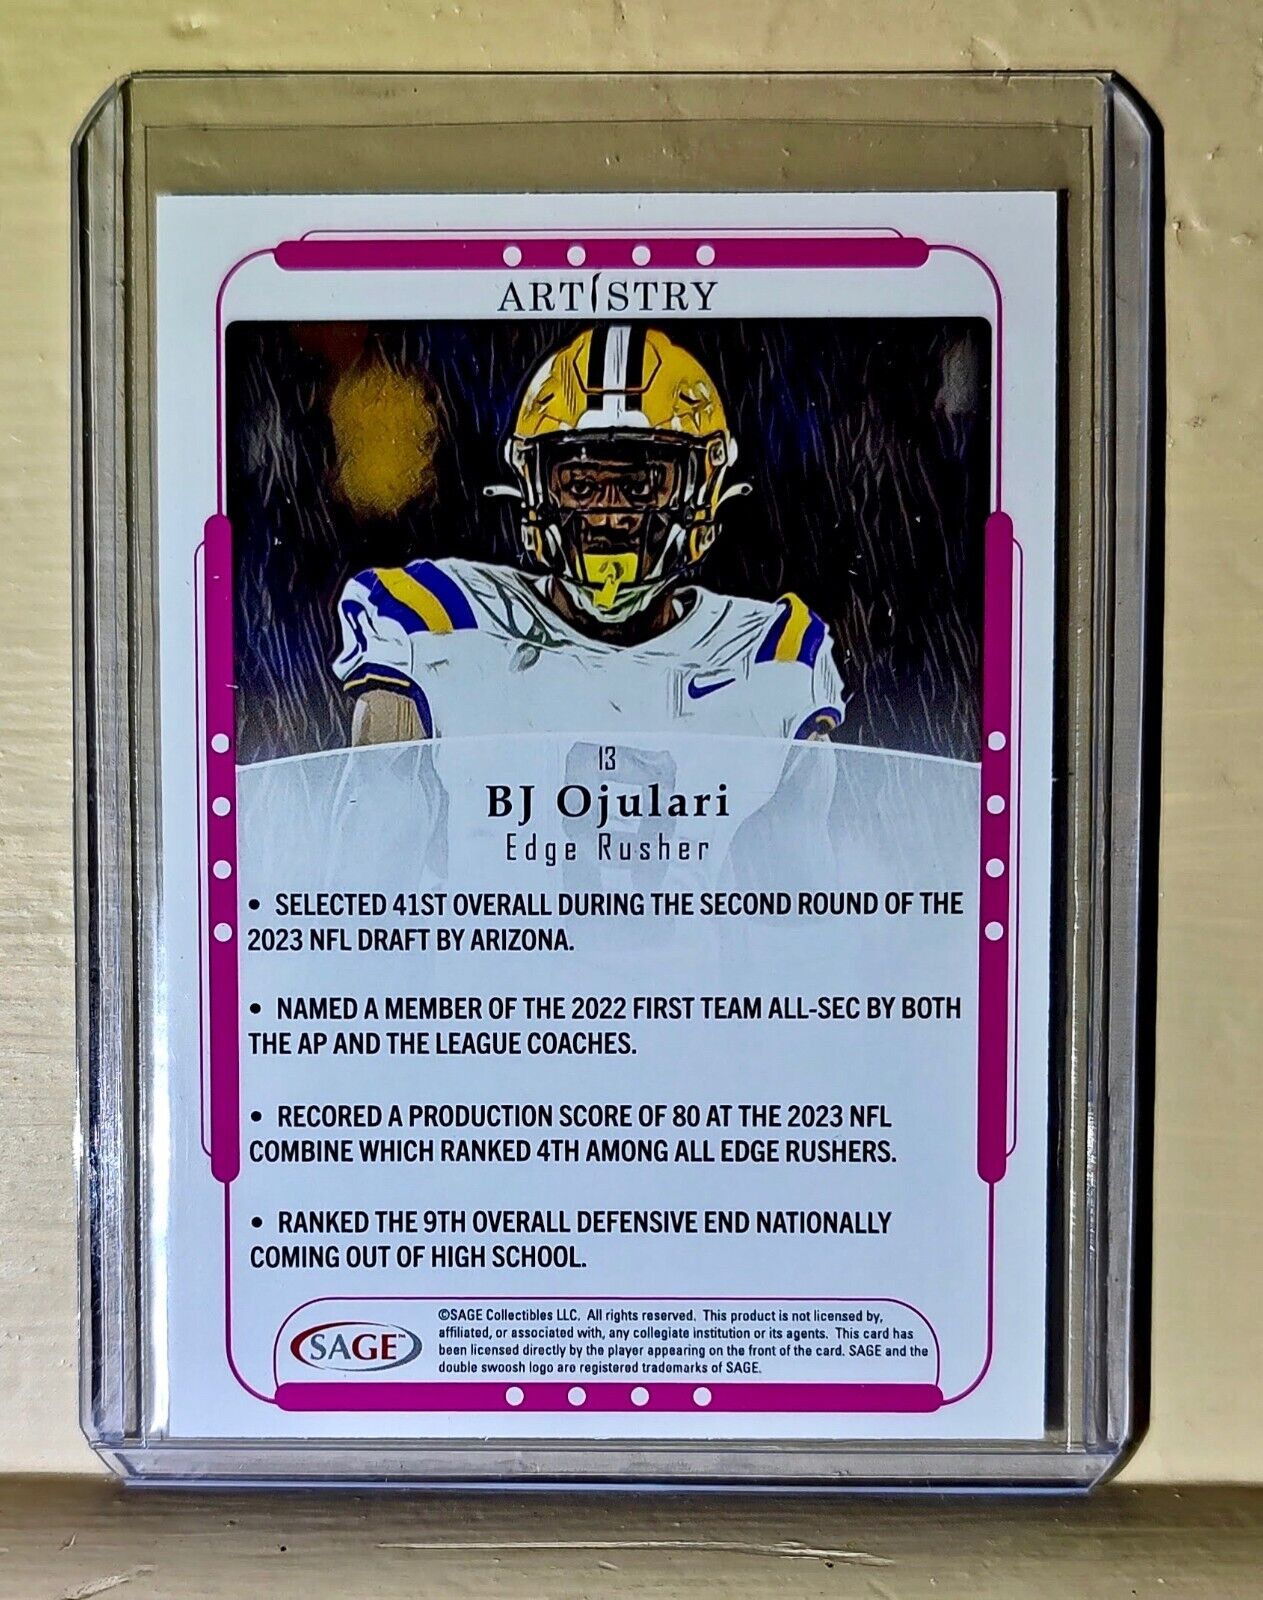 ARTISTRY
13
BJ Ojulari
Edge Rusher
• SELECTED 41ST OVERALL DURING THE SECOND ROUND OF THE
2023 NFL DRAFT BY ARIZONA.
• NAMED A MEMBER OF THE 2022 FIRST TEAM ALL-SEC BY BOTH
THE AP AND THE LEAGUE COACHES.
• RECORED A PRODUCTION SCORE OF 80 AT THE 2023 NFL
COMBINE WHICH RANKED 4TH AMONG ALL EDGE RUSHERS.
• RANKED THE 9TH OVERALL DEFENSIVE END NATIONALLY
COMING OUT OF HIGH SCHOOL.
SAGE™
©SAGE Collectibles LLC. All rights reserved. This product is not licensed by,
affiliated, or associated with, any collegiate institution or its agents. This card has
been licensed directly by the player appearing on the front of the card. SAGE and the
double swoosh logo are registered trademarks of SAGE.